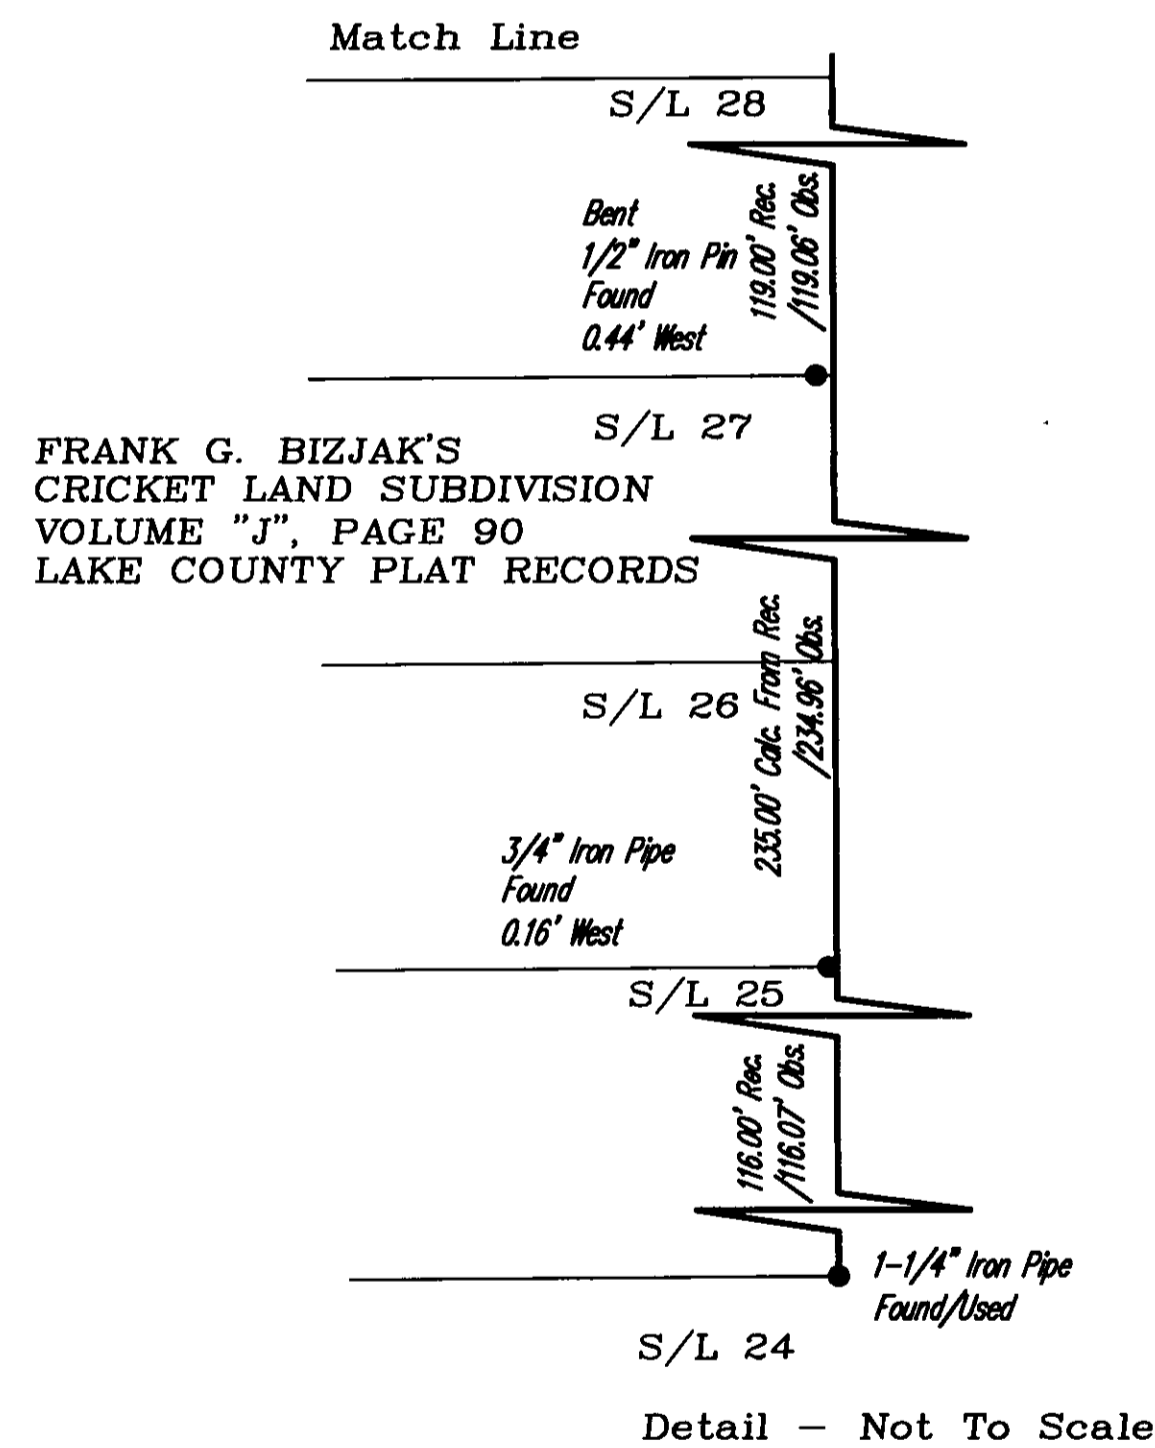 Match Line
S/L 28
Bent
1/2" Iron Pin
Found
0.44' West
119.00' Rec.
/119.06' Obs.
S/L 27
FRANK G. BIZJAK'S
CRICKET LAND SUBDIVISION
VOLUME "J", PAGE 90
LAKE COUNTY PLAT RECORDS
235.00' Calc. From Rec.
/234.96' Obs.
S/L 26
3/4" Iron Pipe
Found
0.16' West
S/L 25
116.00' Rec.
/116.07' Obs.
1-1/4" Iron Pipe
Found/Used
S/L 24
Detail - Not To Scale